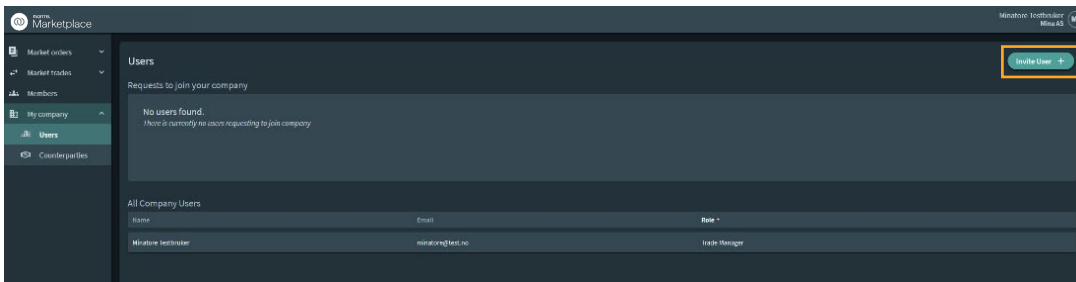 norns.
Marketplace
Minatore Testbruker
Mina AS
M
Market orders
Market trades
Members
My company
Users
Counterparties
Users
Invite User +
Requests to join your company
No users found.
There is currently no users requesting to join company
All Company Users
Name Email Role
Minatore Testbruker minatore@test.no Trade Manager